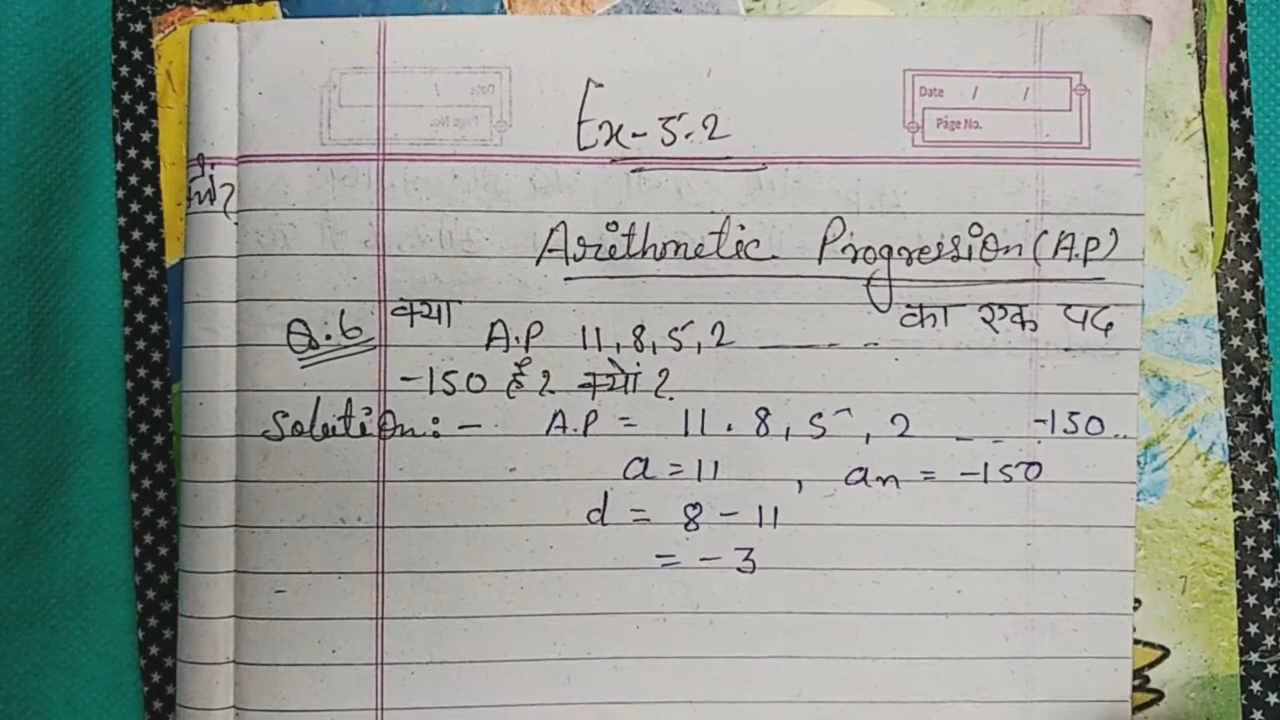 Date / /
Page No.
Ex-5.2
Arithmetic Progression (A.P)
Q.6 क्या A.P 11, 8, 5, 2 ---- -- का एक पद
-150 है? क्यों?
Solution:- A.P = 11. 8, 5, 2 -- -- -150..
a = 11 , an = -150
d = 8 - 11
= - 3